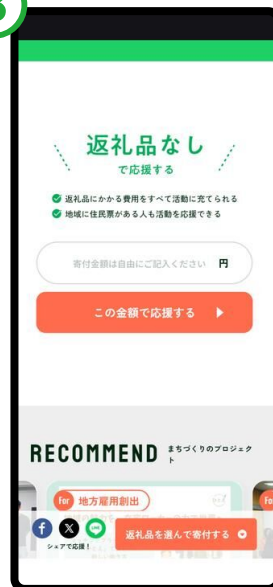 返礼品なし
で応援する
返礼品にかかる費用をすべて活動に充てられる
地域に住民票がある人も活動を応援できる
寄付金額は自由にご記入ください 円
この金額で応援する
RECOMMEND まちづくりのプロジェク
ト
For 地方雇用創出
For
シェアで応援!
返礼品を選んで寄付する